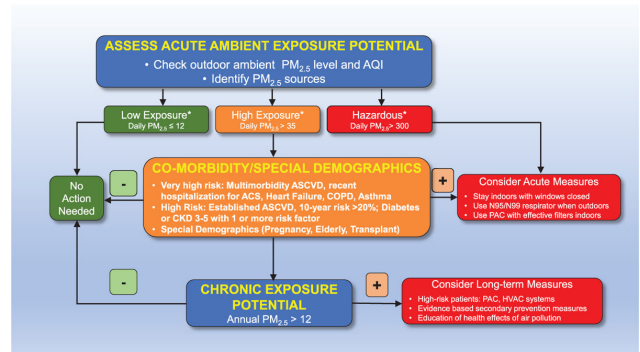 ASSESS ACUTE AMBIENT EXPOSURE POTENTIAL
• Check outdoor ambient PM2.5 level and AQI
• Identify PM2.5 sources
Low Exposure*
Daily PM2.5 ≤ 12
High Exposure*
Daily PM2.5 > 35
Hazardous*
Daily PM2.5> 300
No
Action
Needed
-
CO-MORBIDITY/SPECIAL DEMOGRAPHICS
• Very high risk: Multimorbidity ASCVD, recent
hospitalization for ACS, Heart Failure, COPD, Asthma
• High Risk: Established ASCVD, 10-year risk >20%; Diabetes
or CKD 3-5 with 1 or more risk factor
• Special Demographics (Pregnancy, Elderly, Transplant)
+
Consider Acute Measures
• Stay indoors with windows closed
• Use N95/N99 respirator when outdoors
• Use PAC with effective filters indoors
-
CHRONIC EXPOSURE
POTENTIAL
Annual PM2.5 > 12
+
Consider Long-term Measures
• High-risk patients: PAC, HVAC systems
• Evidence based secondary prevention measures
• Education of health effects of air pollution